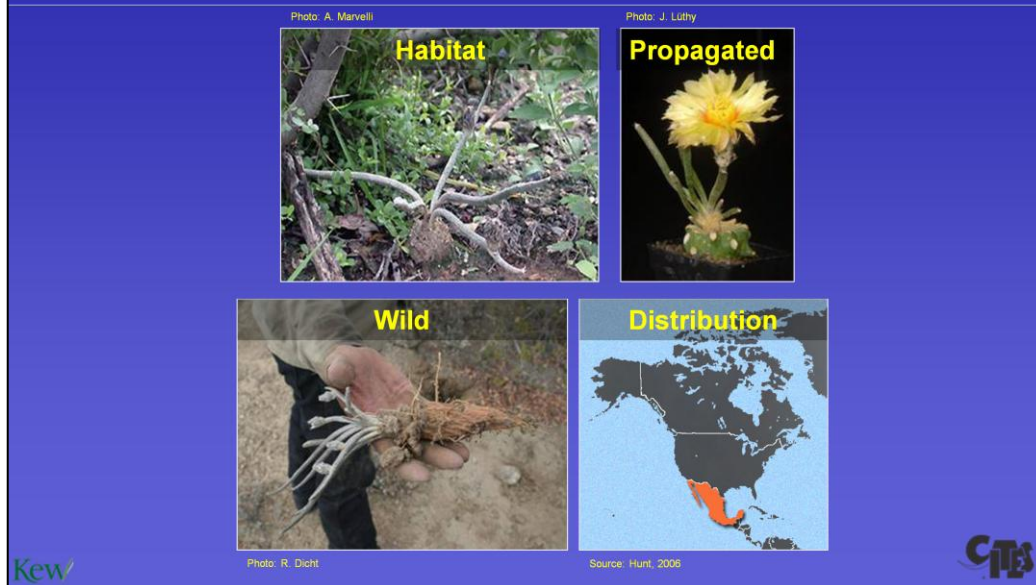 Photo: A. Marvelli
Photo: J. Lüthy
Habitat
Propagated
Wild
Distribution
Photo: R. Dicht
Source: Hunt, 2006
Kew
CITES